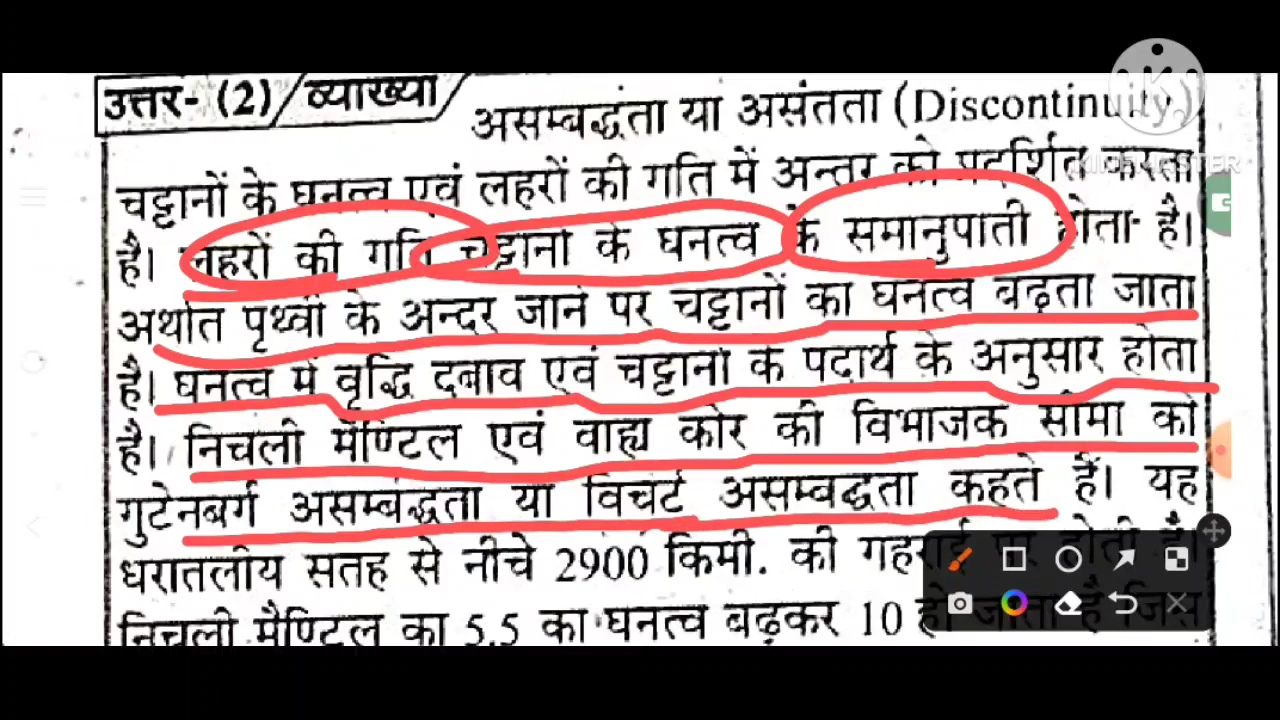 उत्तर- (2)/व्याख्या
असम्बद्धता या असंतता (Discontinuity)
चट्टानों के घनत्व एवं लहरों की गति में अन्तर को प्रदर्शित करता
है। लहरों की गति चट्टानों के घनत्व के समानुपाती होता है।
अर्थात पृथ्वी के अन्दर जाने पर चट्टानों का घनत्व बढ़ता जाता
है। घनत्व में वृद्धि दबाव एवं चट्टानों के पदार्थ के अनुसार होता
है। निचली मैण्टिल एवं वाह्य कोर की विभाजक सीमा को
गुटेनबर्ग असम्बद्धता या विचर्ट असम्बद्धता कहते हैं। यह
धरातलीय सतह से नीचे 2900 किमी. की गहराई पर होती है।
निचली मैण्टिल का 5.5 का घनत्व बढ़कर 10 हो जाता है जिस
KINEMASTER